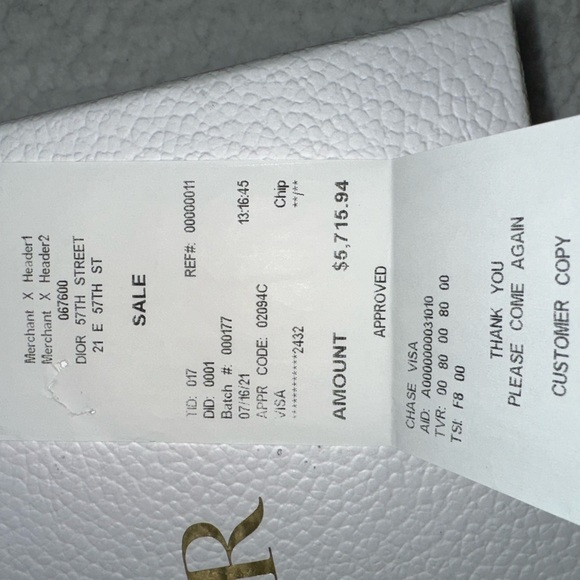 Merchant X Header1
Merchant X Header2
067600
DIOR 57TH STREET
21 E 57TH ST
SALE
TID: 017 REF#: 00000011
DID: 0001
Batch #: 000177
07/16/21 13:16:45
APPR CODE: 02094C
VISA Chip
************2432 **/**
AMOUNT $5,715.94
APPROVED
CHASE VISA
AID: A0000000031010
TVR: 00 80 00 80 00
TSI: F8 00
THANK YOU
PLEASE COME AGAIN
CUSTOMER COPY
R